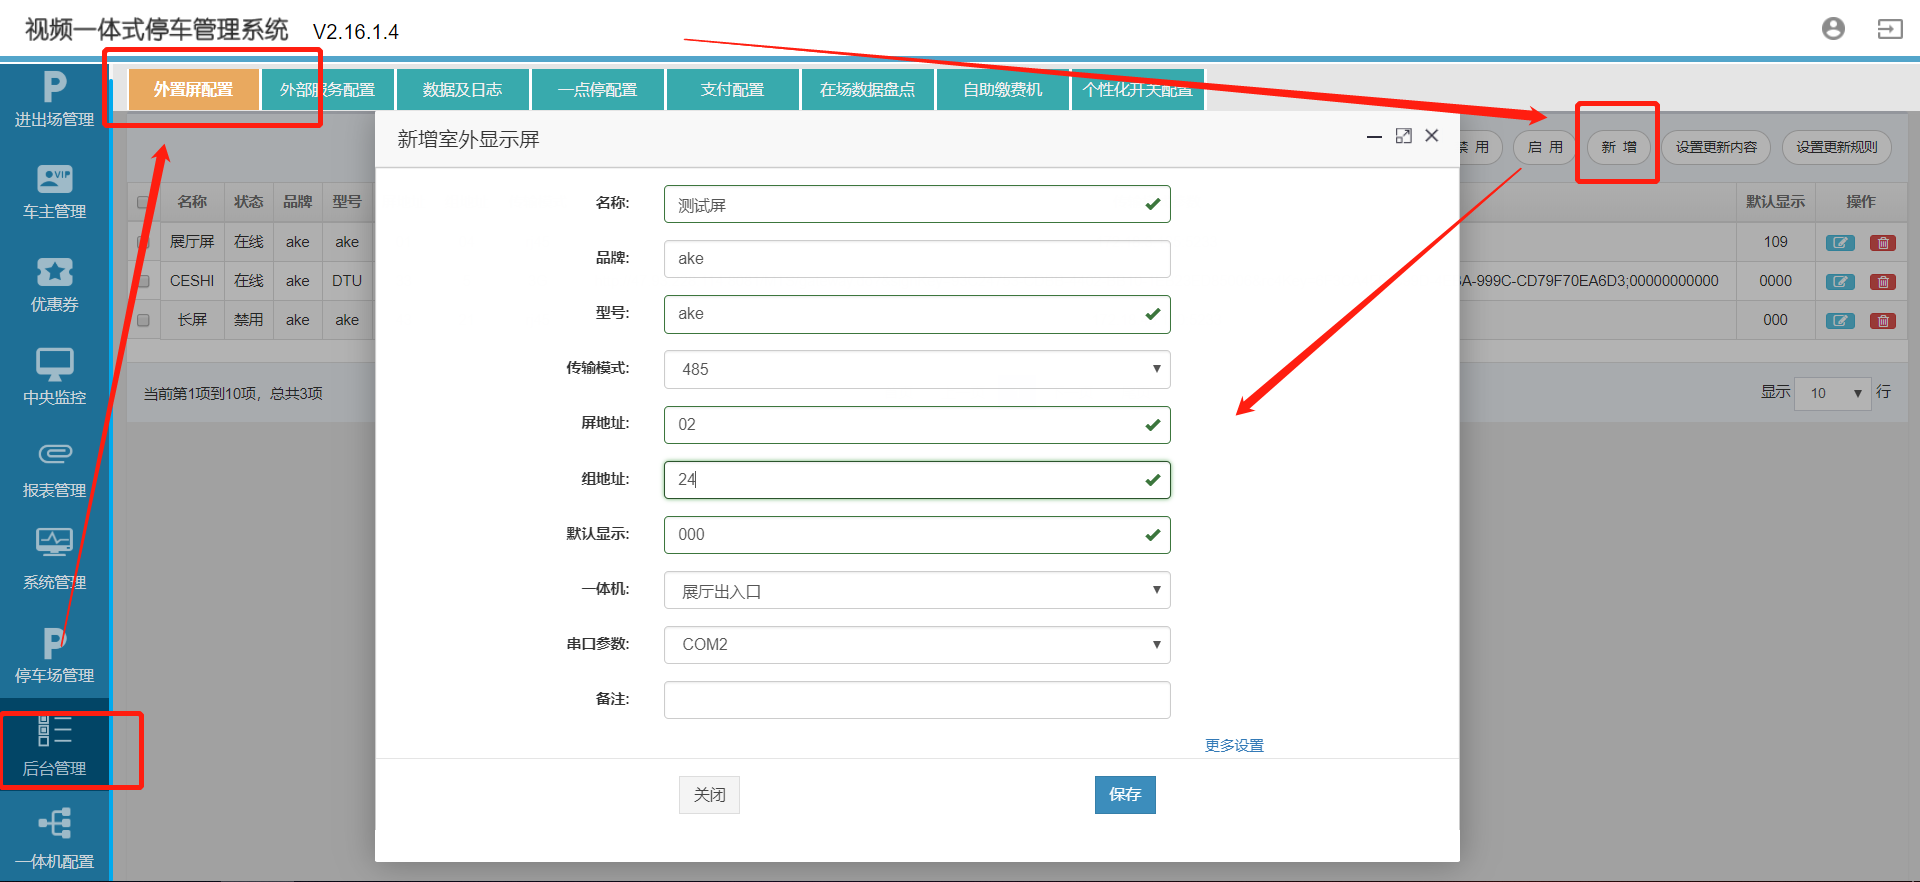 视频一体式停车管理系统 V2.16.1.4
外置屏配置 外部服务配置 数据及日志 一点停配置 支付配置 在场数据盘点 自助缴费机 个性化开关配置
进出场管理
车主管理
优惠券
中央监控
报表管理
系统管理
停车场管理
后台管理
一体机配置
禁 用 启 用 新 增 设置更新内容 设置更新规则
名称 状态 品牌 型号 默认显示 操作
展厅屏 在线 ake ake 109
CESHI 在线 ake DTU A-999C-CD79F70EA6D3;00000000000 0000
长屏 禁用 ake ake 000
当前第1项到10项，总共3项 显示 10 行
新增室外显示屏
名称: 测试屏
品牌: ake
型号: ake
传输模式: 485
屏地址: 02
组地址: 24
默认显示: 000
一体机: 展厅出入口
串口参数: COM2
备注:
更多设置
关闭 保存